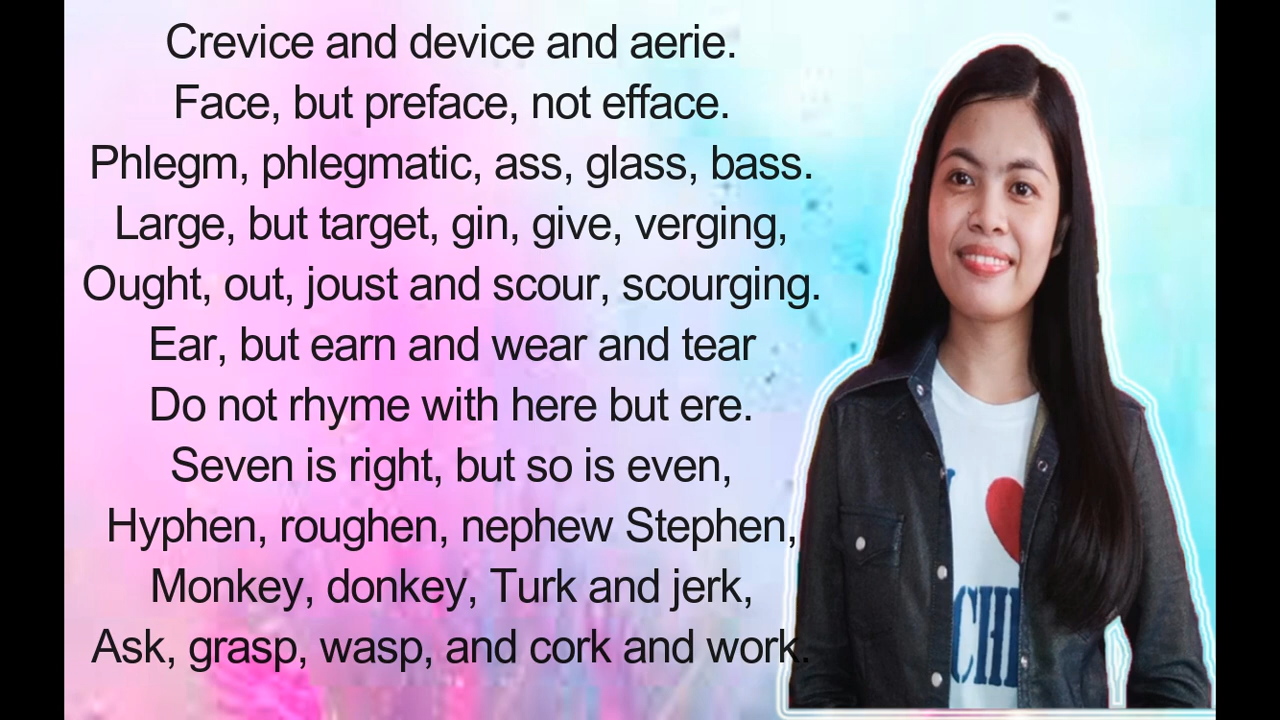 Crevice and device and aerie.
Face, but preface, not efface.
Phlegm, phlegmatic, ass, glass, bass.
Large, but target, gin, give, verging,
Ought, out, joust and scour, scourging.
Ear, but earn and wear and tear
Do not rhyme with here but ere.
Seven is right, but so is even,
Hyphen, roughen, nephew Stephen,
Monkey, donkey, Turk and jerk,
Ask, grasp, wasp, and cork and work.